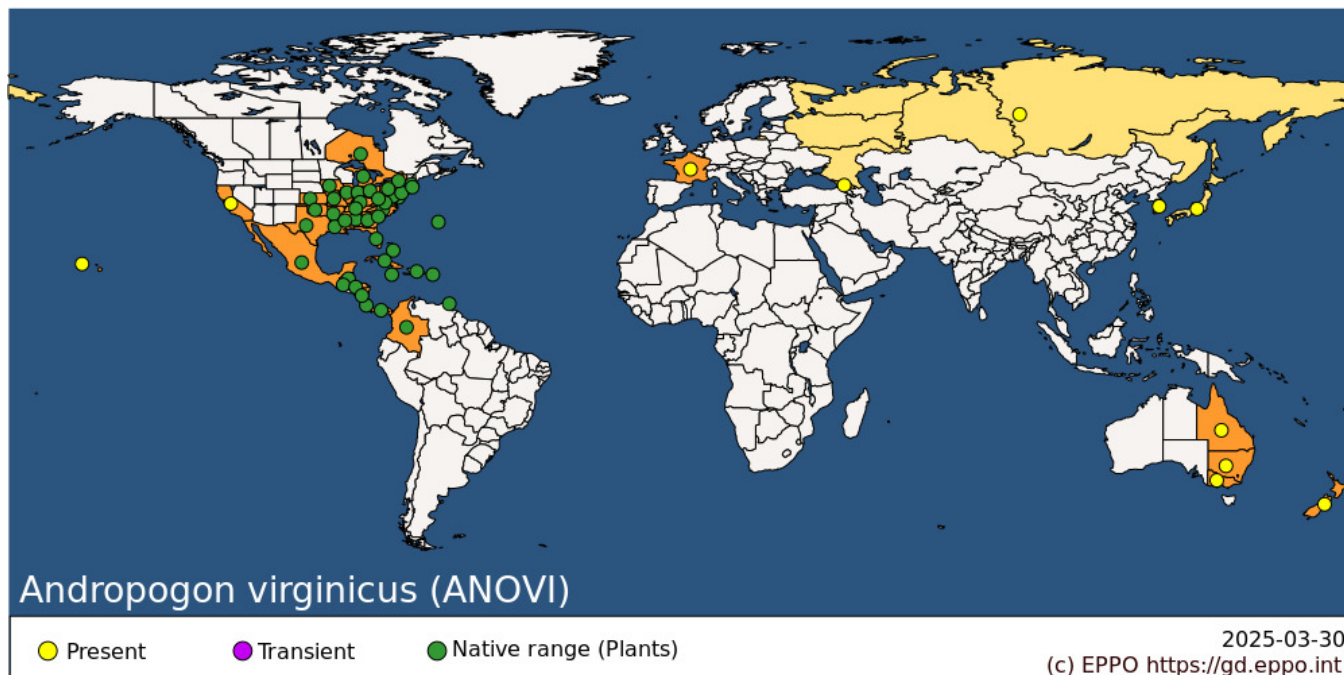 Andropogon virginicus (ANOVI)
Present
Transient
Native range (Plants)
2025-03-30
(c) EPPO https://gd.eppo.int